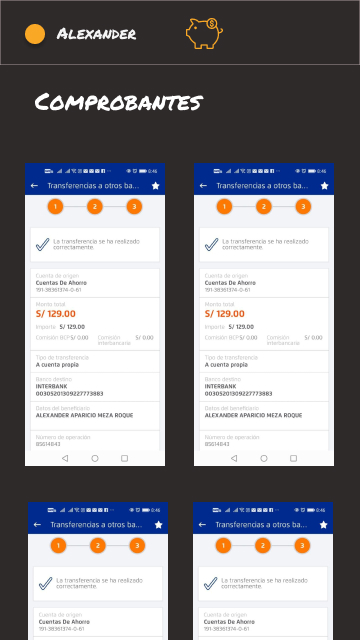 Alexander
Comprobantes
8:46
Transferencias a otros ba...
1 2 3
La transferencia se ha realizado
correctamente.
Cuenta de origen
Cuentas De Ahorro
191-38361374-0-61
Monto total
S/ 129.00
Importe S/ 129.00
Comisión BCP S/ 0.00 Comisión Interbancaria S/ 0.00
Tipo de transferencia
A cuenta propia
Banco destino
INTERBANK
00305201309227773883
Datos del beneficiario
ALEXANDER APARICIO MEZA ROQUE
Número de operación
85614843
8:46
Transferencias a otros ba...
1 2 3
La transferencia se ha realizado
correctamente.
Cuenta de origen
Cuentas De Ahorro
191-38361374-0-61
Monto total
S/ 129.00
Importe S/ 129.00
Comisión BCP S/ 0.00 Comisión Interbancaria S/ 0.00
Tipo de transferencia
A cuenta propia
Banco destino
INTERBANK
00305201309227773883
Datos del beneficiario
ALEXANDER APARICIO MEZA ROQUE
Número de operación
85614843
8:46
Transferencias a otros ba...
1 2 3
La transferencia se ha realizado
correctamente.
Cuenta de origen
Cuentas De Ahorro
191-38361374-0-61
8:46
Transferencias a otros ba...
1 2 3
La transferencia se ha realizado
correctamente.
Cuenta de origen
Cuentas De Ahorro
191-38361374-0-61